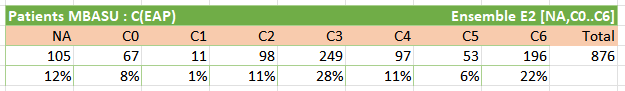 Patients MBASU : C(EAP) Ensemble E2 [NA,C0..C6]
NA C0 C1 C2 C3 C4 C5 C6 Total
105 67 11 98 249 97 53 196 876
12% 8% 1% 11% 28% 11% 6% 22%